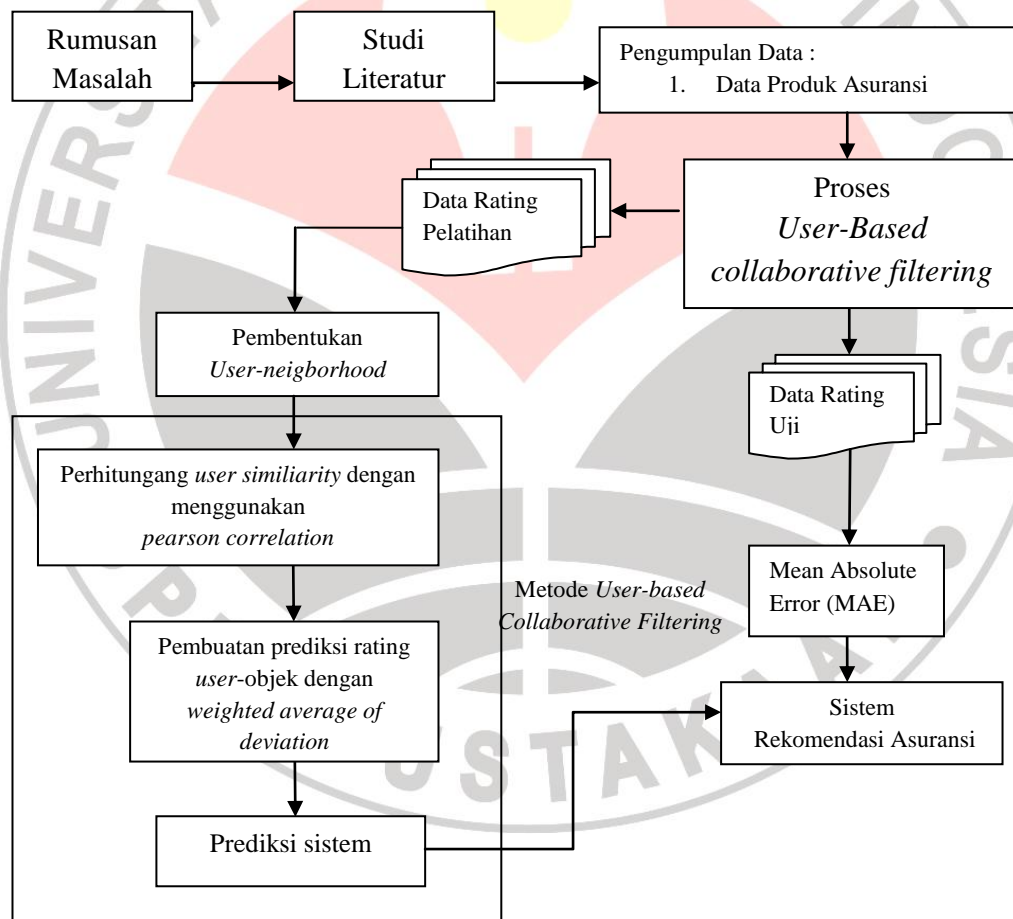 Rumusan
Masalah
Studi
Literatur
Pengumpulan Data :
1. Data Produk Asuransi
Proses
User-Based
collaborative filtering
Data Rating
Pelatihan
Pembentukan
User-neigborhood
Data Rating
Uji
Perhitungang user similiarity dengan
menggunakan
pearson correlation
Metode User-based
Collaborative Filtering
Mean Absolute
Error (MAE)
Pembuatan prediksi rating
user-objek dengan
weighted average of
deviation
Sistem
Rekomendasi Asuransi
Prediksi sistem